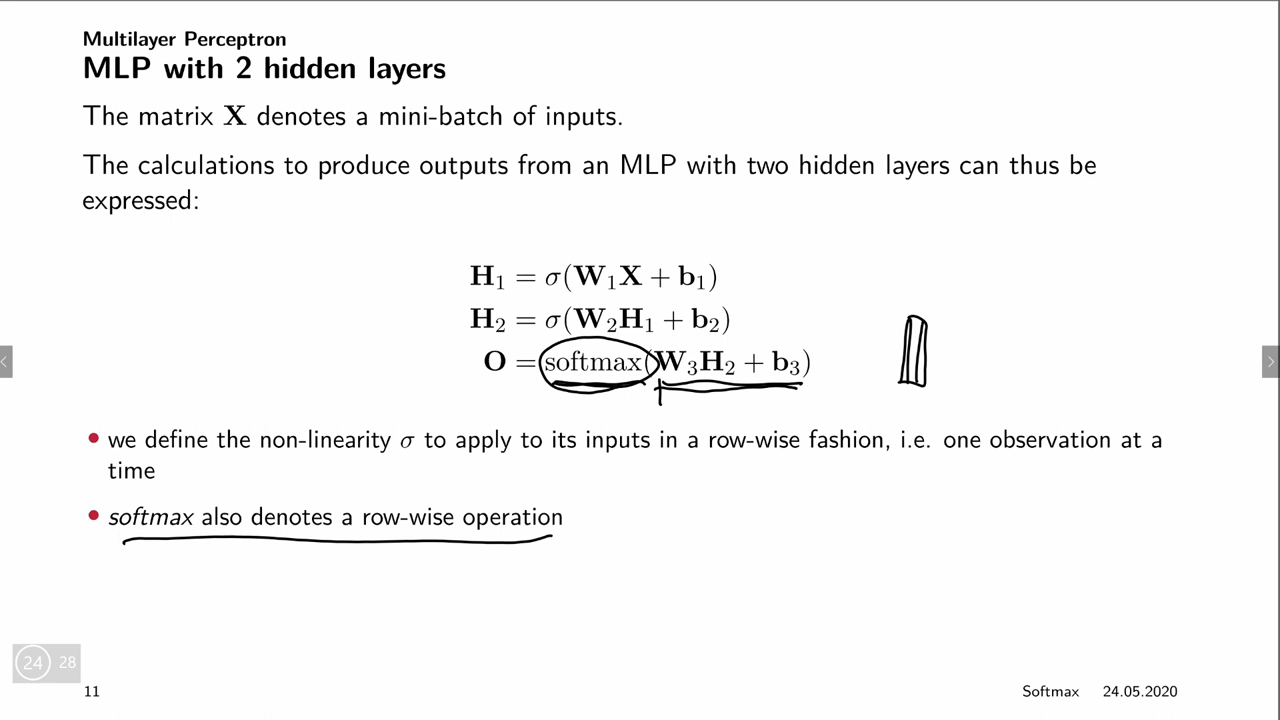 Multilayer Perceptron
MLP with 2 hidden layers
The matrix X denotes a mini-batch of inputs.
The calculations to produce outputs from an MLP with two hidden layers can thus be
expressed:
H₁ = σ(W₁X + b₁)
H₂ = σ(W₂H₁ + b₂)
O = softmax(W₃H₂ + b₃)
• we define the non-linearity σ to apply to its inputs in a row-wise fashion, i.e. one observation at a
time
• softmax also denotes a row-wise operation
24 28
11 Softmax 24.05.2020